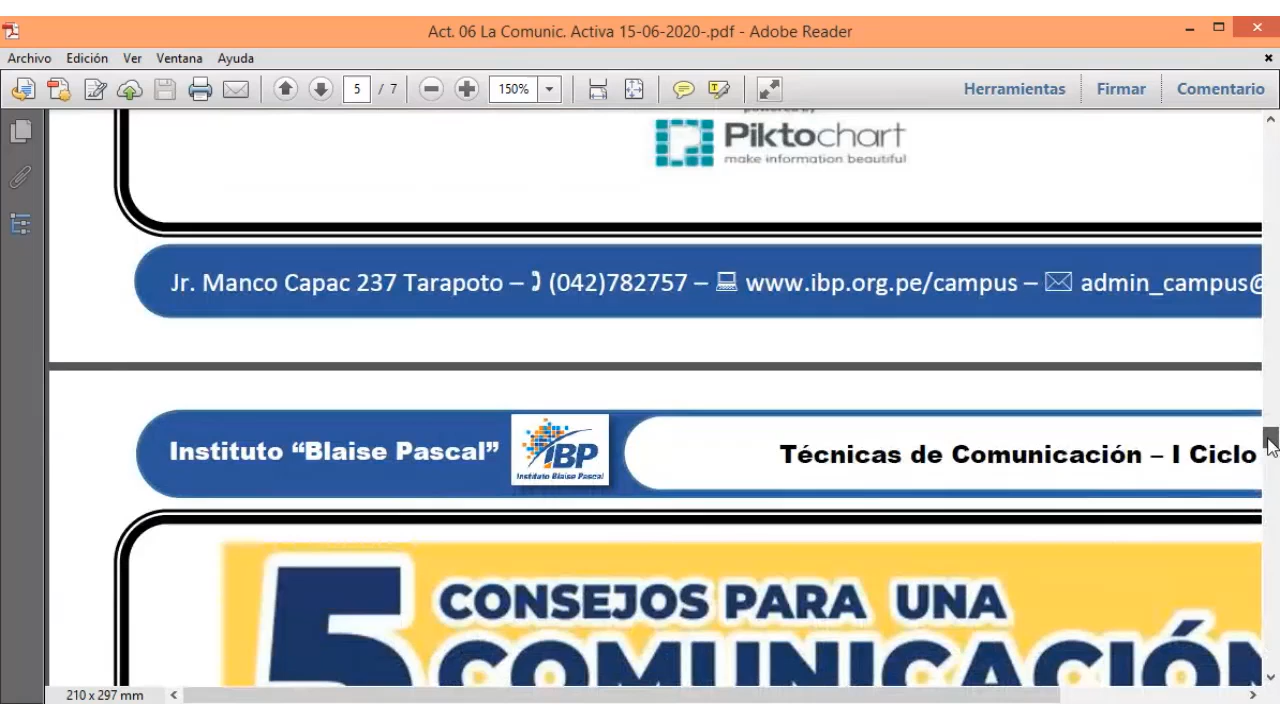 Act. 06 La Comunic. Activa 15-06-2020-.pdf - Adobe Reader
Archivo Edición Ver Ventana Ayuda
5 / 7 150% Herramientas Firmar Comentario
Piktochart
make information beautiful
Jr. Manco Capac 237 Tarapoto – (042)782757 – www.ibp.org.pe/campus – admin_campus@
Instituto “Blaise Pascal” IBP Técnicas de Comunicación – I Ciclo
Instituto Blaise Pascal
5 CONSEJOS PARA UNA
COMUNICACIÓN
210 x 297 mm